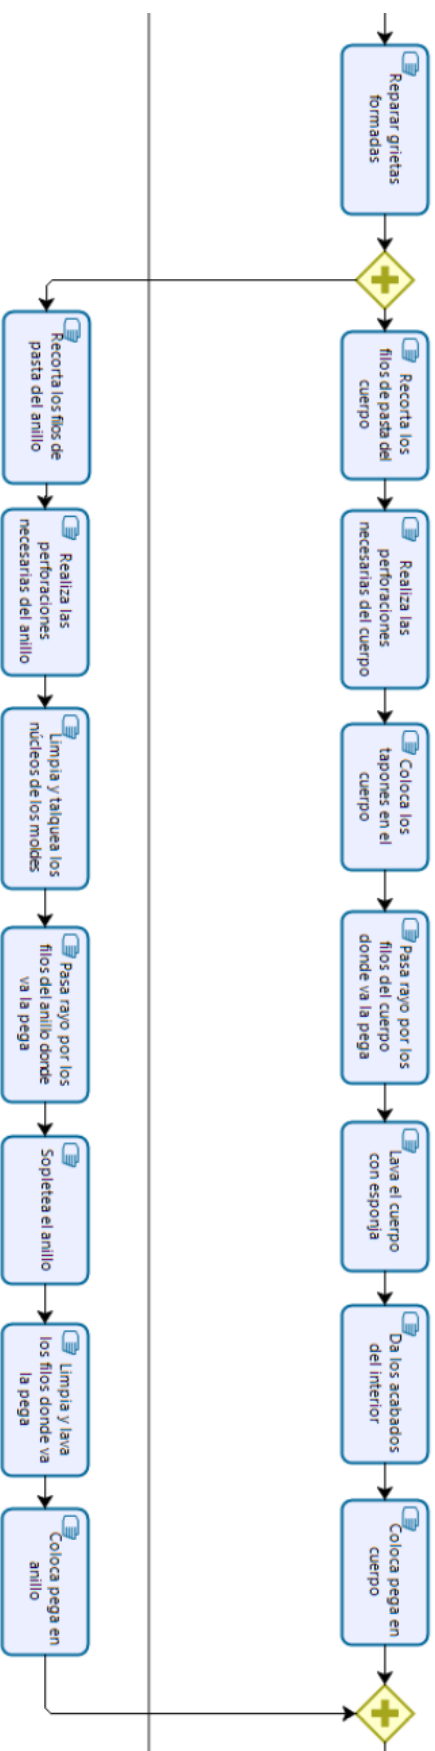 Reparar grietas
formadas
Recorta los
filos de pasta del
cuerpo
Realiza las
perforaciones
necesarias del cuerpo
Coloca los
tapones en el
cuerpo
Pasa rayo por los
filos del cuerpo
donde va la pega
Lava el cuerpo
con esponja
Da los acabados
del interior
Coloca pega en
cuerpo
Recorta los filos de
pasta del anillo
Realiza las
perforaciones
necesarias del anillo
Limpia y talquea los
núcleos de los moldes
Pasa rayo por los
filos del anillo donde
va la pega
Sopletea el anillo
Limpia y lava
los filos donde va
la pega
Coloca pega en
anillo